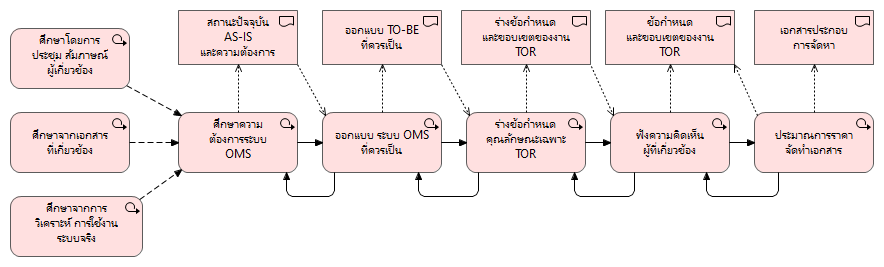 สถานะปัจจุบัน
AS-IS
และความต้องการ
ออกแบบ TO-BE
ที่ควรเป็น
ร่างข้อกำหนด
และขอบเขตของงาน
TOR
ข้อกำหนด
และขอบเขตของงาน
TOR
เอกสารประกอบ
การจัดหา
ศึกษาโดยการ
ประชุม สัมภาษณ์
ผู้เกี่ยวข้อง
ศึกษาจากเอกสาร
ที่เกี่ยวข้อง
ศึกษาจากการ
วิเคราะห์ การใช้งาน
ระบบจริง
ศึกษาความ
ต้องการระบบ
OMS
ออกแบบ ระบบ OMS
ที่ควรเป็น
ร่างข้อกำหนด
คุณลักษณะเฉพาะ
TOR
ฟังความคิดเห็น
ผู้ที่เกี่ยวข้อง
ประมาณการราคา
จัดทำเอกสาร